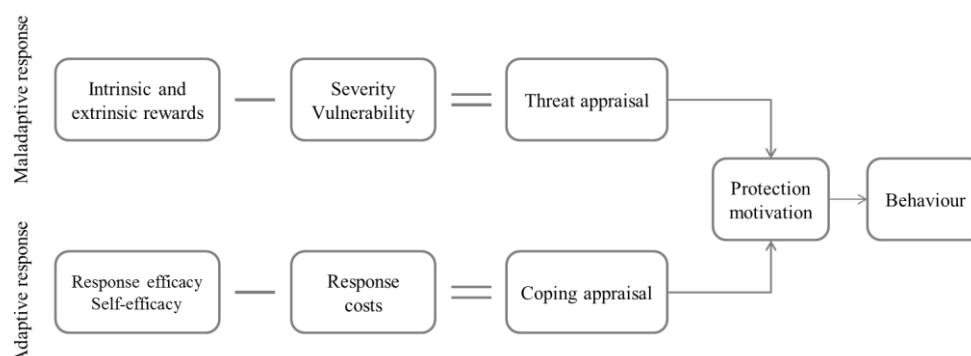 Maladaptive response
Intrinsic and
extrinsic rewards
Severity
Vulnerability
Threat appraisal
Protection
motivation
Behaviour
Adaptive response
Response efficacy
Self-efficacy
Response
costs
Coping appraisal